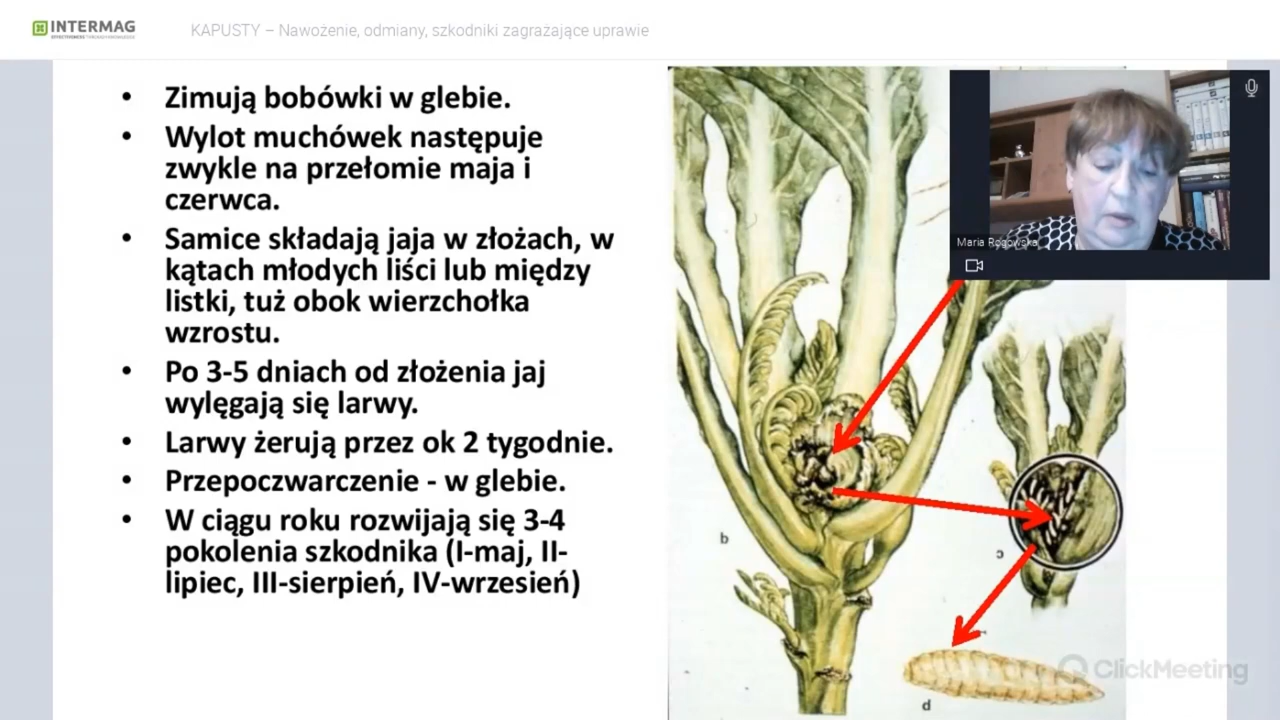 INTERMAG
KAPUSTY – Nawożenie, odmiany, szkodniki zagrażające uprawie
• Zimują bobówki w glebie.
• Wylot muchówek następuje
zwykle na przełomie maja i
czerwca.
• Samice składają jaja w złożach, w
kątach młodych liści lub między
listki, tuż obok wierzchołka
wzrostu.
• Po 3-5 dniach od złożenia jaj
wylęgają się larwy.
• Larwy żerują przez ok 2 tygodnie.
• Przepoczwarczenie - w glebie.
• W ciągu roku rozwijają się 3-4
pokolenia szkodnika (I-maj, II-
lipiec, III-sierpień, IV-wrzesień)
Maria Rogowska
b
c
d
ClickMeeting